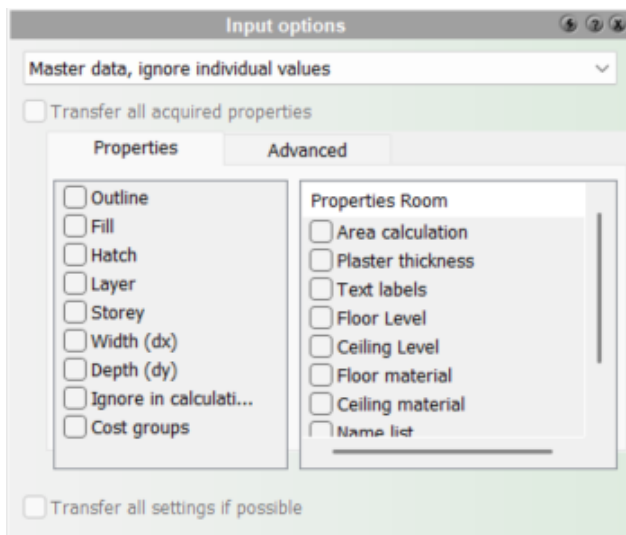 Input options
Master data, ignore individual values
Transfer all acquired properties
Properties
Advanced
Outline
Fill
Hatch
Layer
Storey
Width (dx)
Depth (dy)
Ignore in calculati...
Cost groups
Properties Room
Area calculation
Plaster thickness
Text labels
Floor Level
Ceiling Level
Floor material
Ceiling material
Name list
Transfer all settings if possible